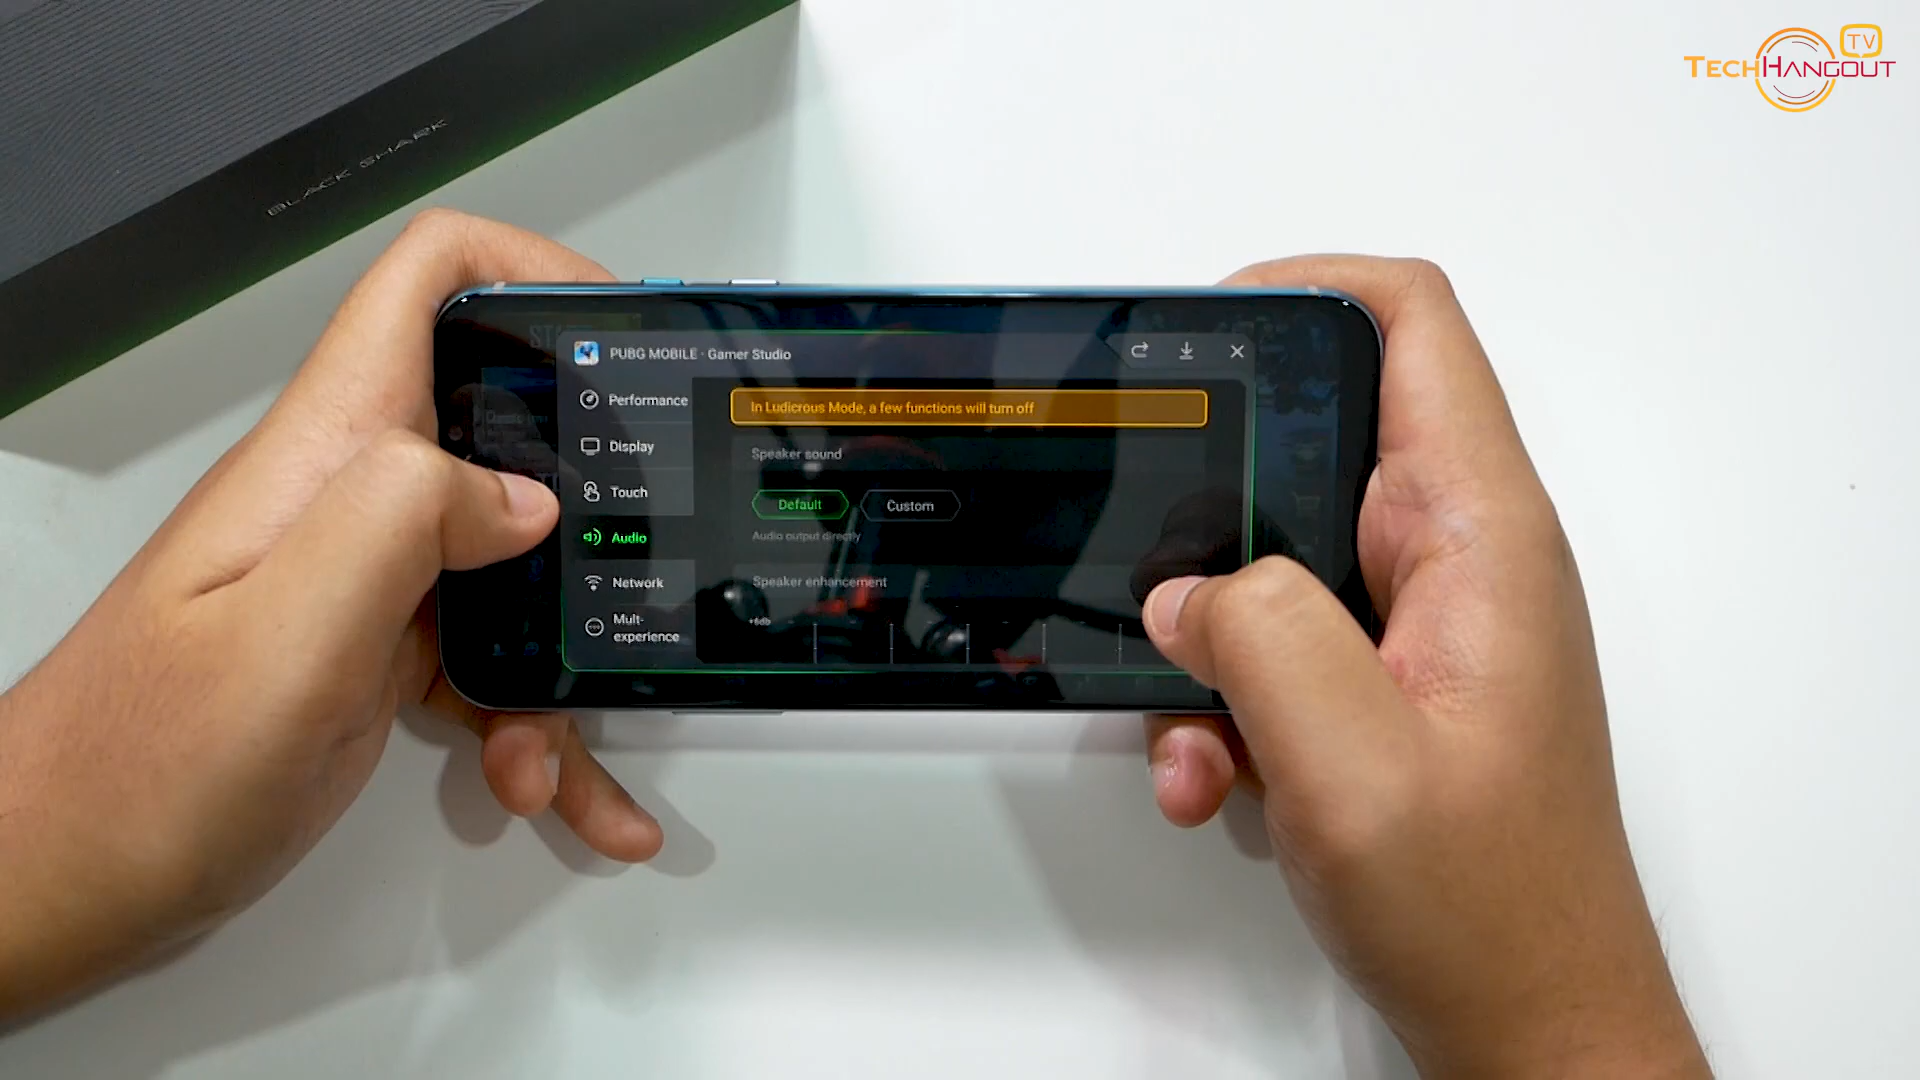 TV
TECHHANGOUT
BLACK SHARK
PUBG MOBILE · Gamer Studio
Performance
Display
Touch
Audio
Network
Mult-
experience
In Ludicrous Mode, a few functions will turn off
Speaker sound
Default
Custom
Audio output directly
Speaker enhancement
+6db